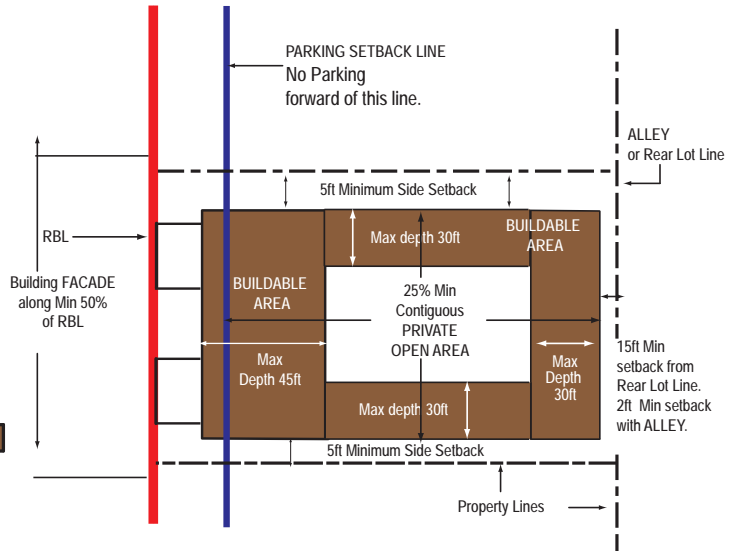 PARKING SETBACK LINE
No Parking
forward of this line.
ALLEY
or Rear Lot Line
5ft Minimum Side Setback
RBL
Building FACADE
along Min 50%
of RBL
Max depth 30ft
BUILDABLE
AREA
BUILDABLE
AREA
25% Min
Contiguous
PRIVATE
OPEN AREA
Max
Depth 45ft
Max
Depth
30ft
15ft Min
setback from
Rear Lot Line.
2ft Min setback
with ALLEY.
Max depth 30ft
5ft Minimum Side Setback
Property Lines